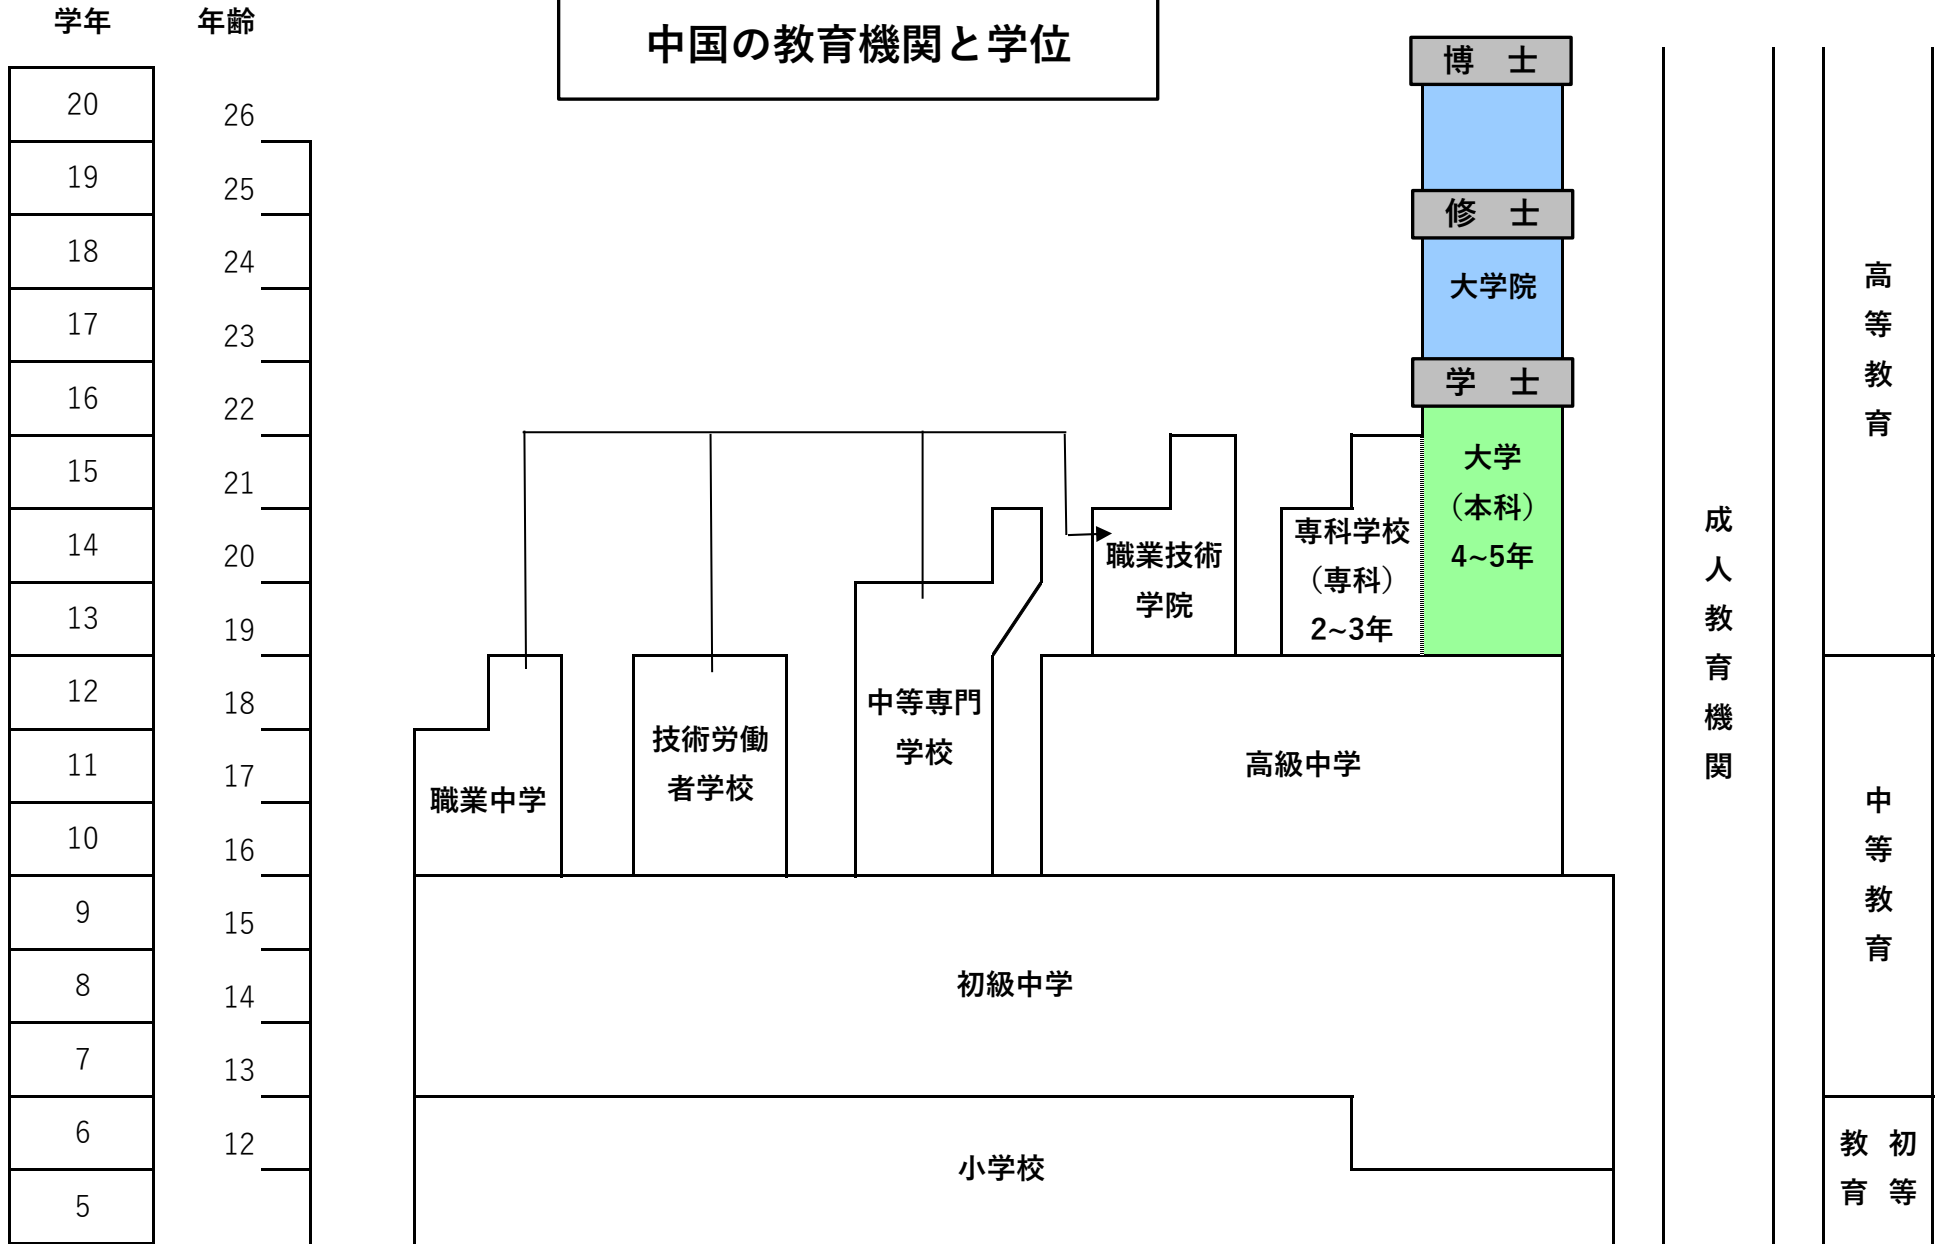 学年
年齢
中国の教育機関と学位
博　士
20
26
19
25
修　士
18
24
大学院
17
23
16
22
学　士
15
21
大学
（本科）
4~5年
14
20
職業技術
学院
専科学校
（専科）
2~3年
13
19
12
18
中等専門
学校
11
17
技術労働
者学校
職業中学
高級中学
10
16
9
15
8
14
初級中学
7
13
6
12
小学校
5
成人教育機関
高等教育
中等教育
初等
教育